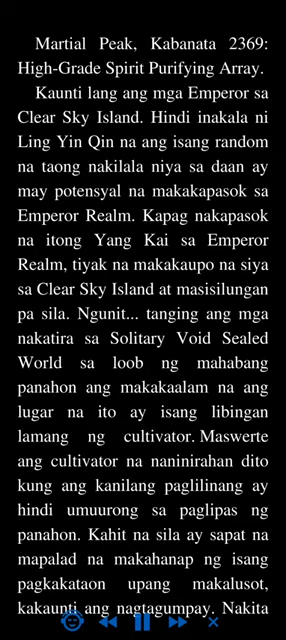 Martial Peak, Kabanata 2369:
High-Grade Spirit Purifying Array.
Kaunti lang ang mga Emperor sa
Clear Sky Island. Hindi inakala ni
Ling Yin Qin na ang isang random
na taong nakilala niya sa daan ay
may potensyal na makakapasok sa
Emperor Realm. Kapag nakapasok
na itong Yang Kai sa Emperor
Realm, tiyak na makakaupo na siya
sa Clear Sky Island at masisilungan
pa sila. Ngunit... tanging ang mga
nakatira sa Solitary Void Sealed
World sa loob ng mahabang
panahon ang makakaalam na ang
lugar na ito ay isang libingan
lamang ng cultivator. Maswerte
ang cultivator na naninirahan dito
kung ang kanilang paglilinang ay
hindi umuurong sa paglipas ng
panahon. Kahit na sila ay sapat na
mapalad na makahanap ng isang
pagkakataon upang makalusot,
kakaunti ang nagtagumpay. Nakita